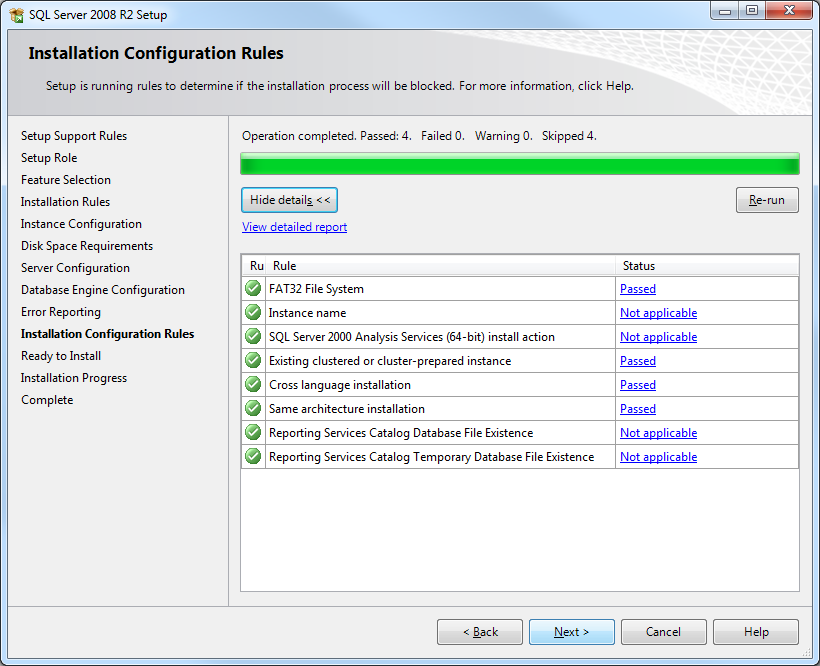 SQL Server 2008 R2 Setup
Installation Configuration Rules
Setup is running rules to determine if the installation process will be blocked. For more information, click Help.
Setup Support Rules
Setup Role
Feature Selection
Installation Rules
Instance Configuration
Disk Space Requirements
Server Configuration
Database Engine Configuration
Error Reporting
Installation Configuration Rules
Ready to Install
Installation Progress
Complete
Operation completed. Passed: 4. Failed 0. Warning 0. Skipped 4.
Hide details << Re-run
View detailed report
Ru Rule Status
FAT32 File System Passed
Instance name Not applicable
SQL Server 2000 Analysis Services (64-bit) install action Not applicable
Existing clustered or cluster-prepared instance Passed
Cross language installation Passed
Same architecture installation Passed
Reporting Services Catalog Database File Existence Not applicable
Reporting Services Catalog Temporary Database File Existence Not applicable
< Back Next > Cancel Help